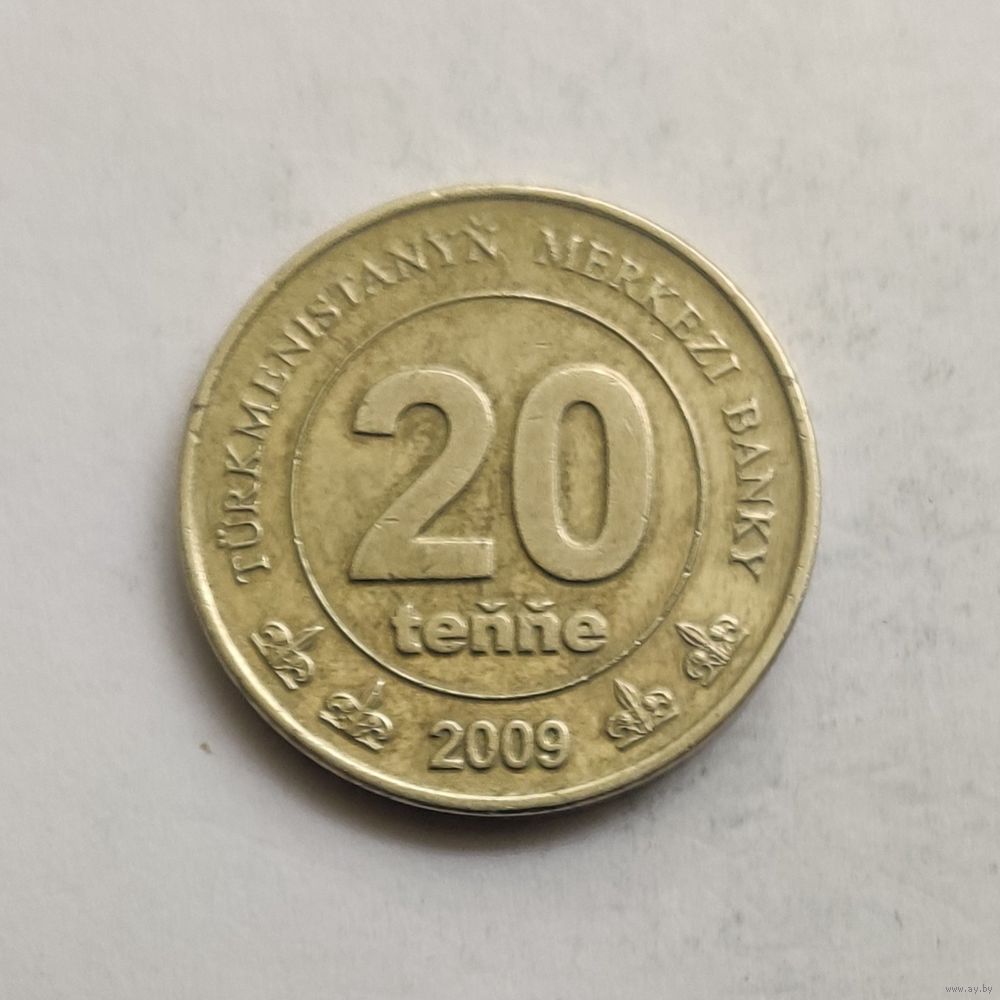 TÜRKMENISTANYŇ MERKEZI BANKY
20
teňňe
2009
www.ay.by